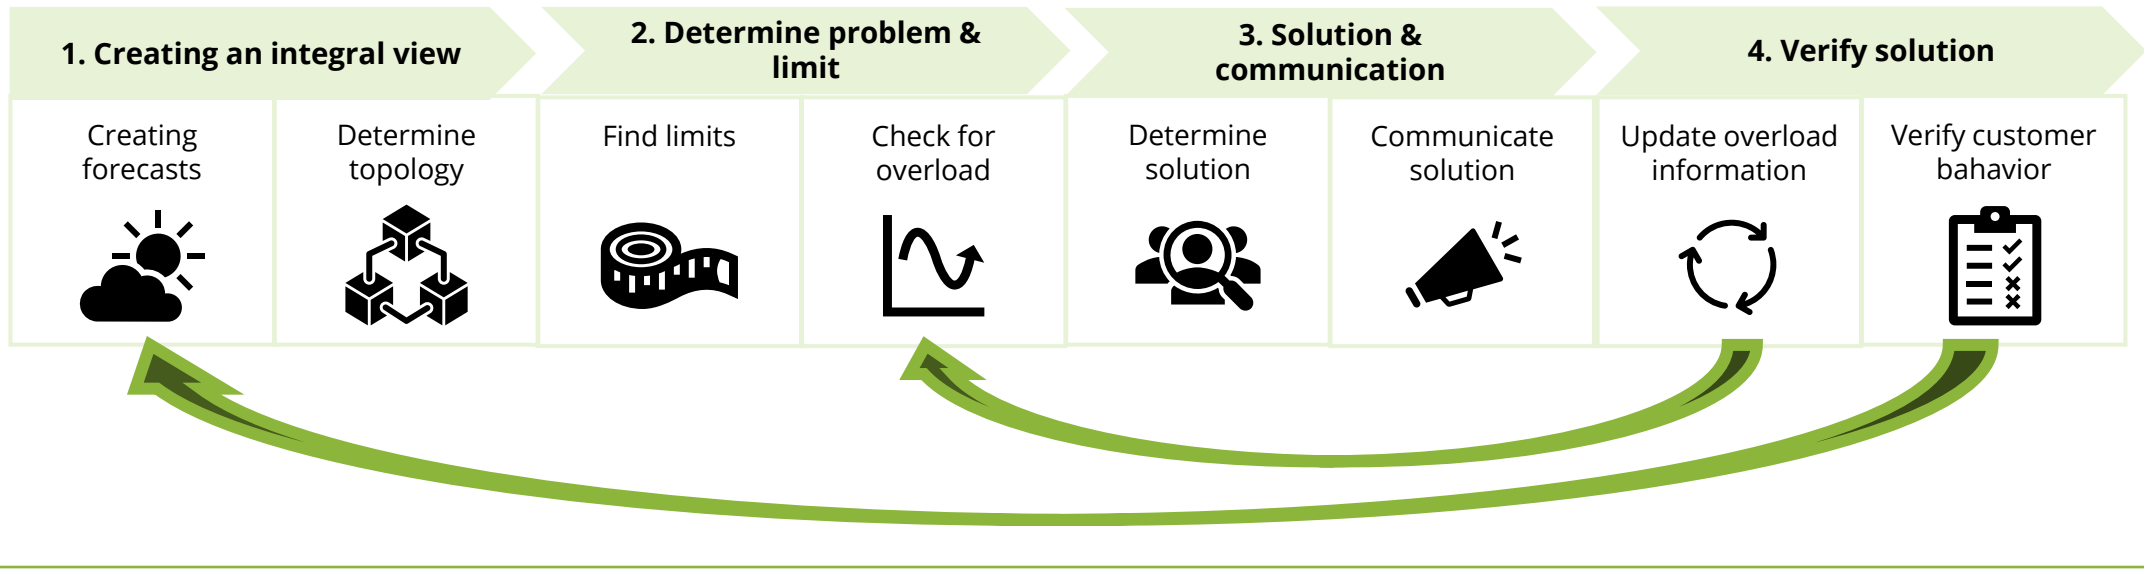 1. Creating an integral view
2. Determine problem &
limit
3. Solution &
communication
4. Verify solution
Creating
forecasts
Determine
topology
Find limits
Check for
overload
Determine
solution
Communicate
solution
Update overload
information
Verify customer
bahavior